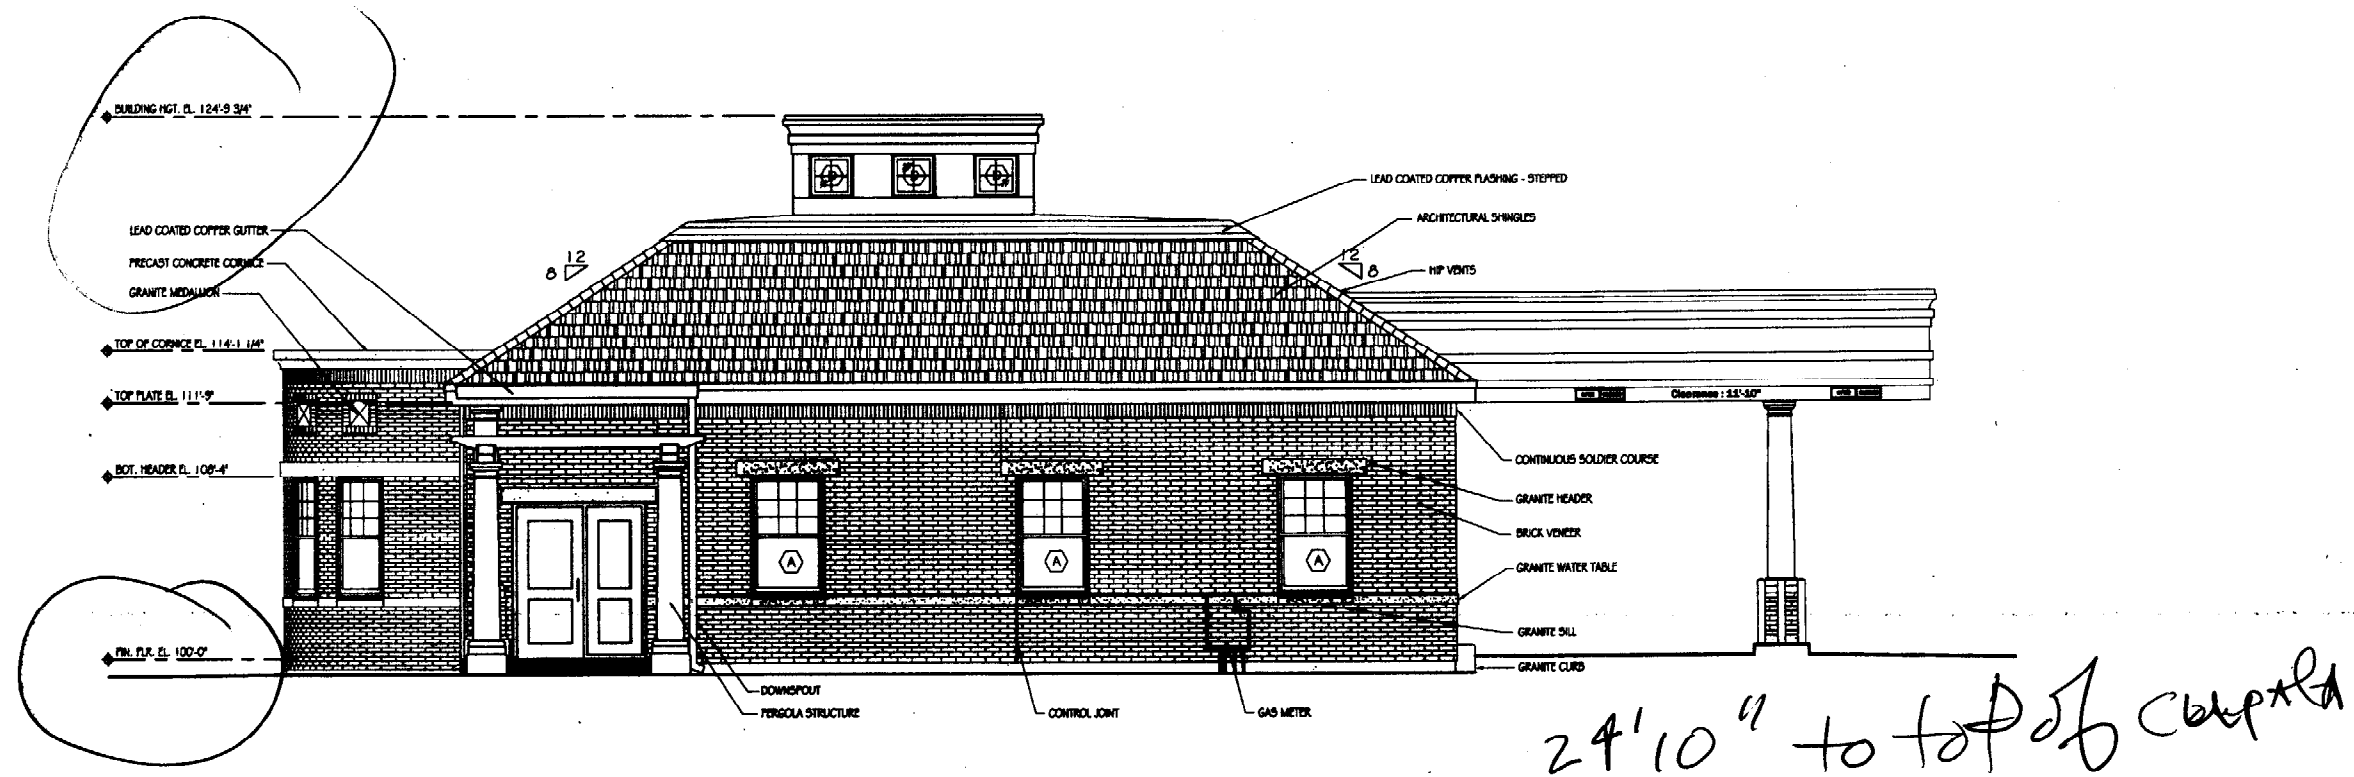 BUILDING HGT. EL. 124'-9 3/4"
LEAD COATED COPPER FLASHING - STEPPED
ARCHITECTURAL SHINGLES
LEAD COATED COPPER GUTTER
12
8
12
8
PRECAST CONCRETE CORNICE
HIP VENTS
GRANITE MEDALLION
TOP OF CORNICE EL. 114'-1 1/4"
TOP PLATE EL. 111'-9"
Clearance : 11'-10"
CONTINUOUS SOLDIER COURSE
BOT. HEADER EL. 108'-4"
GRANITE HEADER
BRICK VENEER
A
A
A
GRANITE WATER TABLE
GRANITE SILL
FIN. FLR. EL. 100'-0"
GRANITE CURB
DOWNSPOUT
PERGOLA STRUCTURE
CONTROL JOINT
GAS METER
24'10" to top of